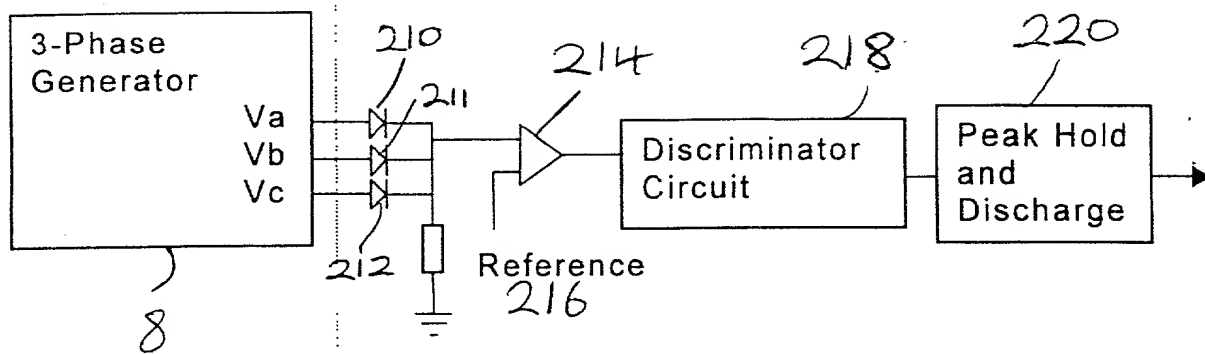 3-Phase
Generator
Va
Vb
Vc
8
210
211
212
214
Reference
216
218
Discriminator
Circuit
220
Peak Hold
and
Discharge